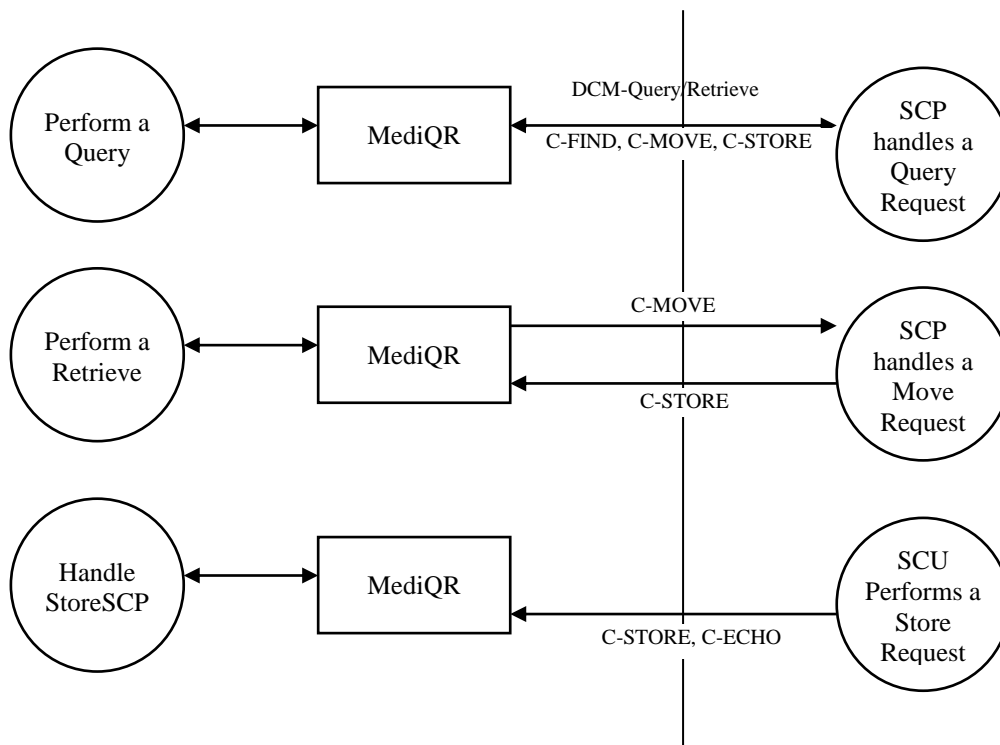 Perform a
Query
MediQR
DCM-Query/Retrieve
C-FIND, C-MOVE, C-STORE
SCP
handles a
Query
Request
Perform a
Retrieve
MediQR
C-MOVE
C-STORE
SCP
handles a
Move
Request
Handle
StoreSCP
MediQR
C-STORE, C-ECHO
SCU
Performs a
Store
Request